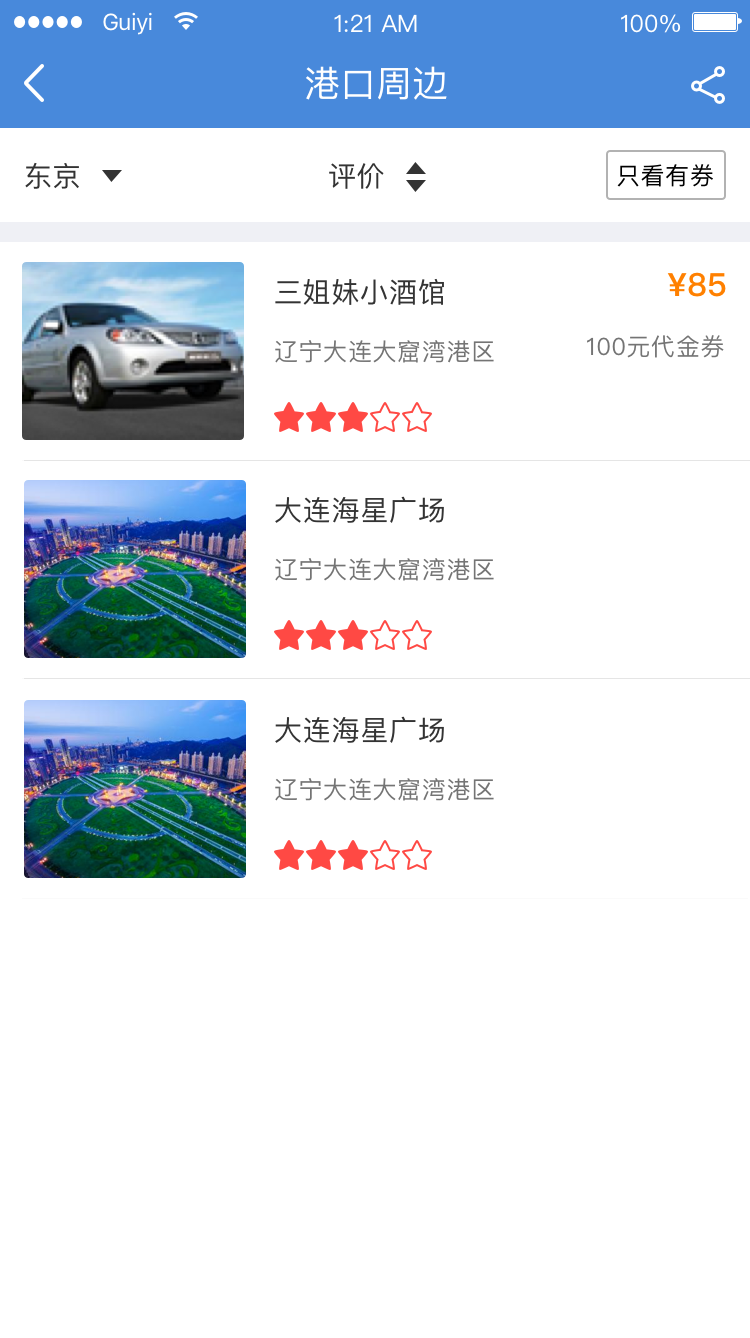 Guiyi 1:21 AM 100%
港口周边
东京 评价 只看有券
三姐妹小酒馆 ¥85
辽宁大连大窟湾港区 100元代金券
大连海星广场
辽宁大连大窟湾港区
大连海星广场
辽宁大连大窟湾港区